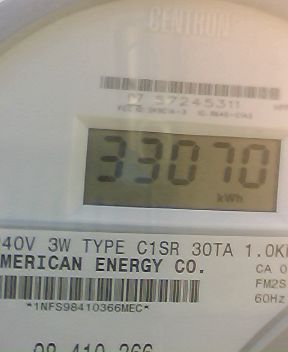 CENTRON
57245311
33070
kWh
40V 3W TYPE C1SR 30TA 1.0K
MERICAN ENERGY CO.
CA 0
FM2S
60Hz
*1NFS98410366MEC*
98 410 366